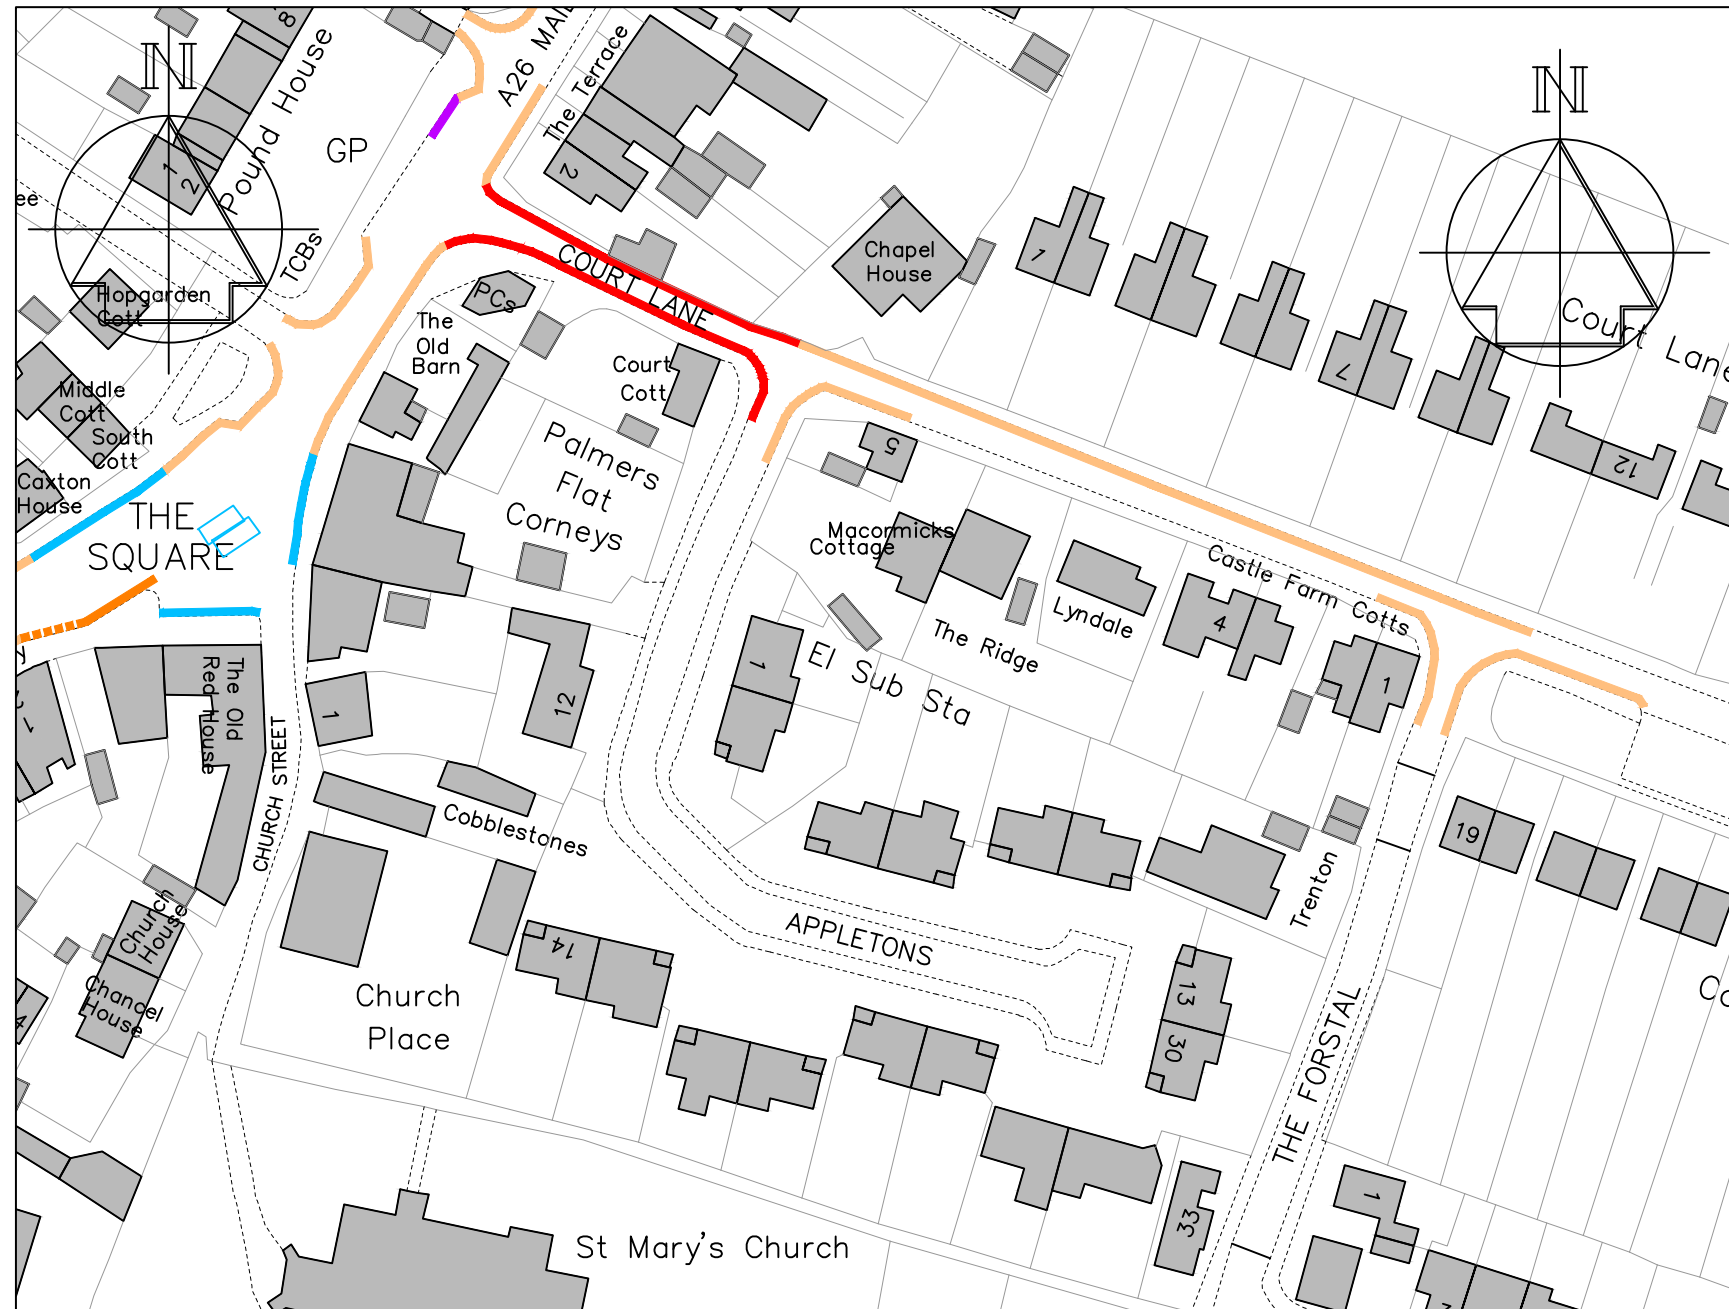 8
Pound House
N
A26
The Terrace
GP
1
2
2
TCBs
N
Chapel
House
1
COURT LANE
Hopgarden
Cott
PCs
The
Old
Barn
Court
Cott
7
Court Lane
Middle
Cott
South
Cott
Caxton
House
Palmers
Flat
Corneys
5
12
THE
SQUARE
Macormicks
Cottage
Castle Farm Cotts
Lyndale
4
The Ridge
1
El Sub Sta
1
12
1
The Old
Red House
1
CHURCH STREET
Cobblestones
19
Trenton
Church
House
APPLETONS
14
Chancel
House
4
Church
Place
13
30
THE FORSTAL
1
33
St Mary's Church